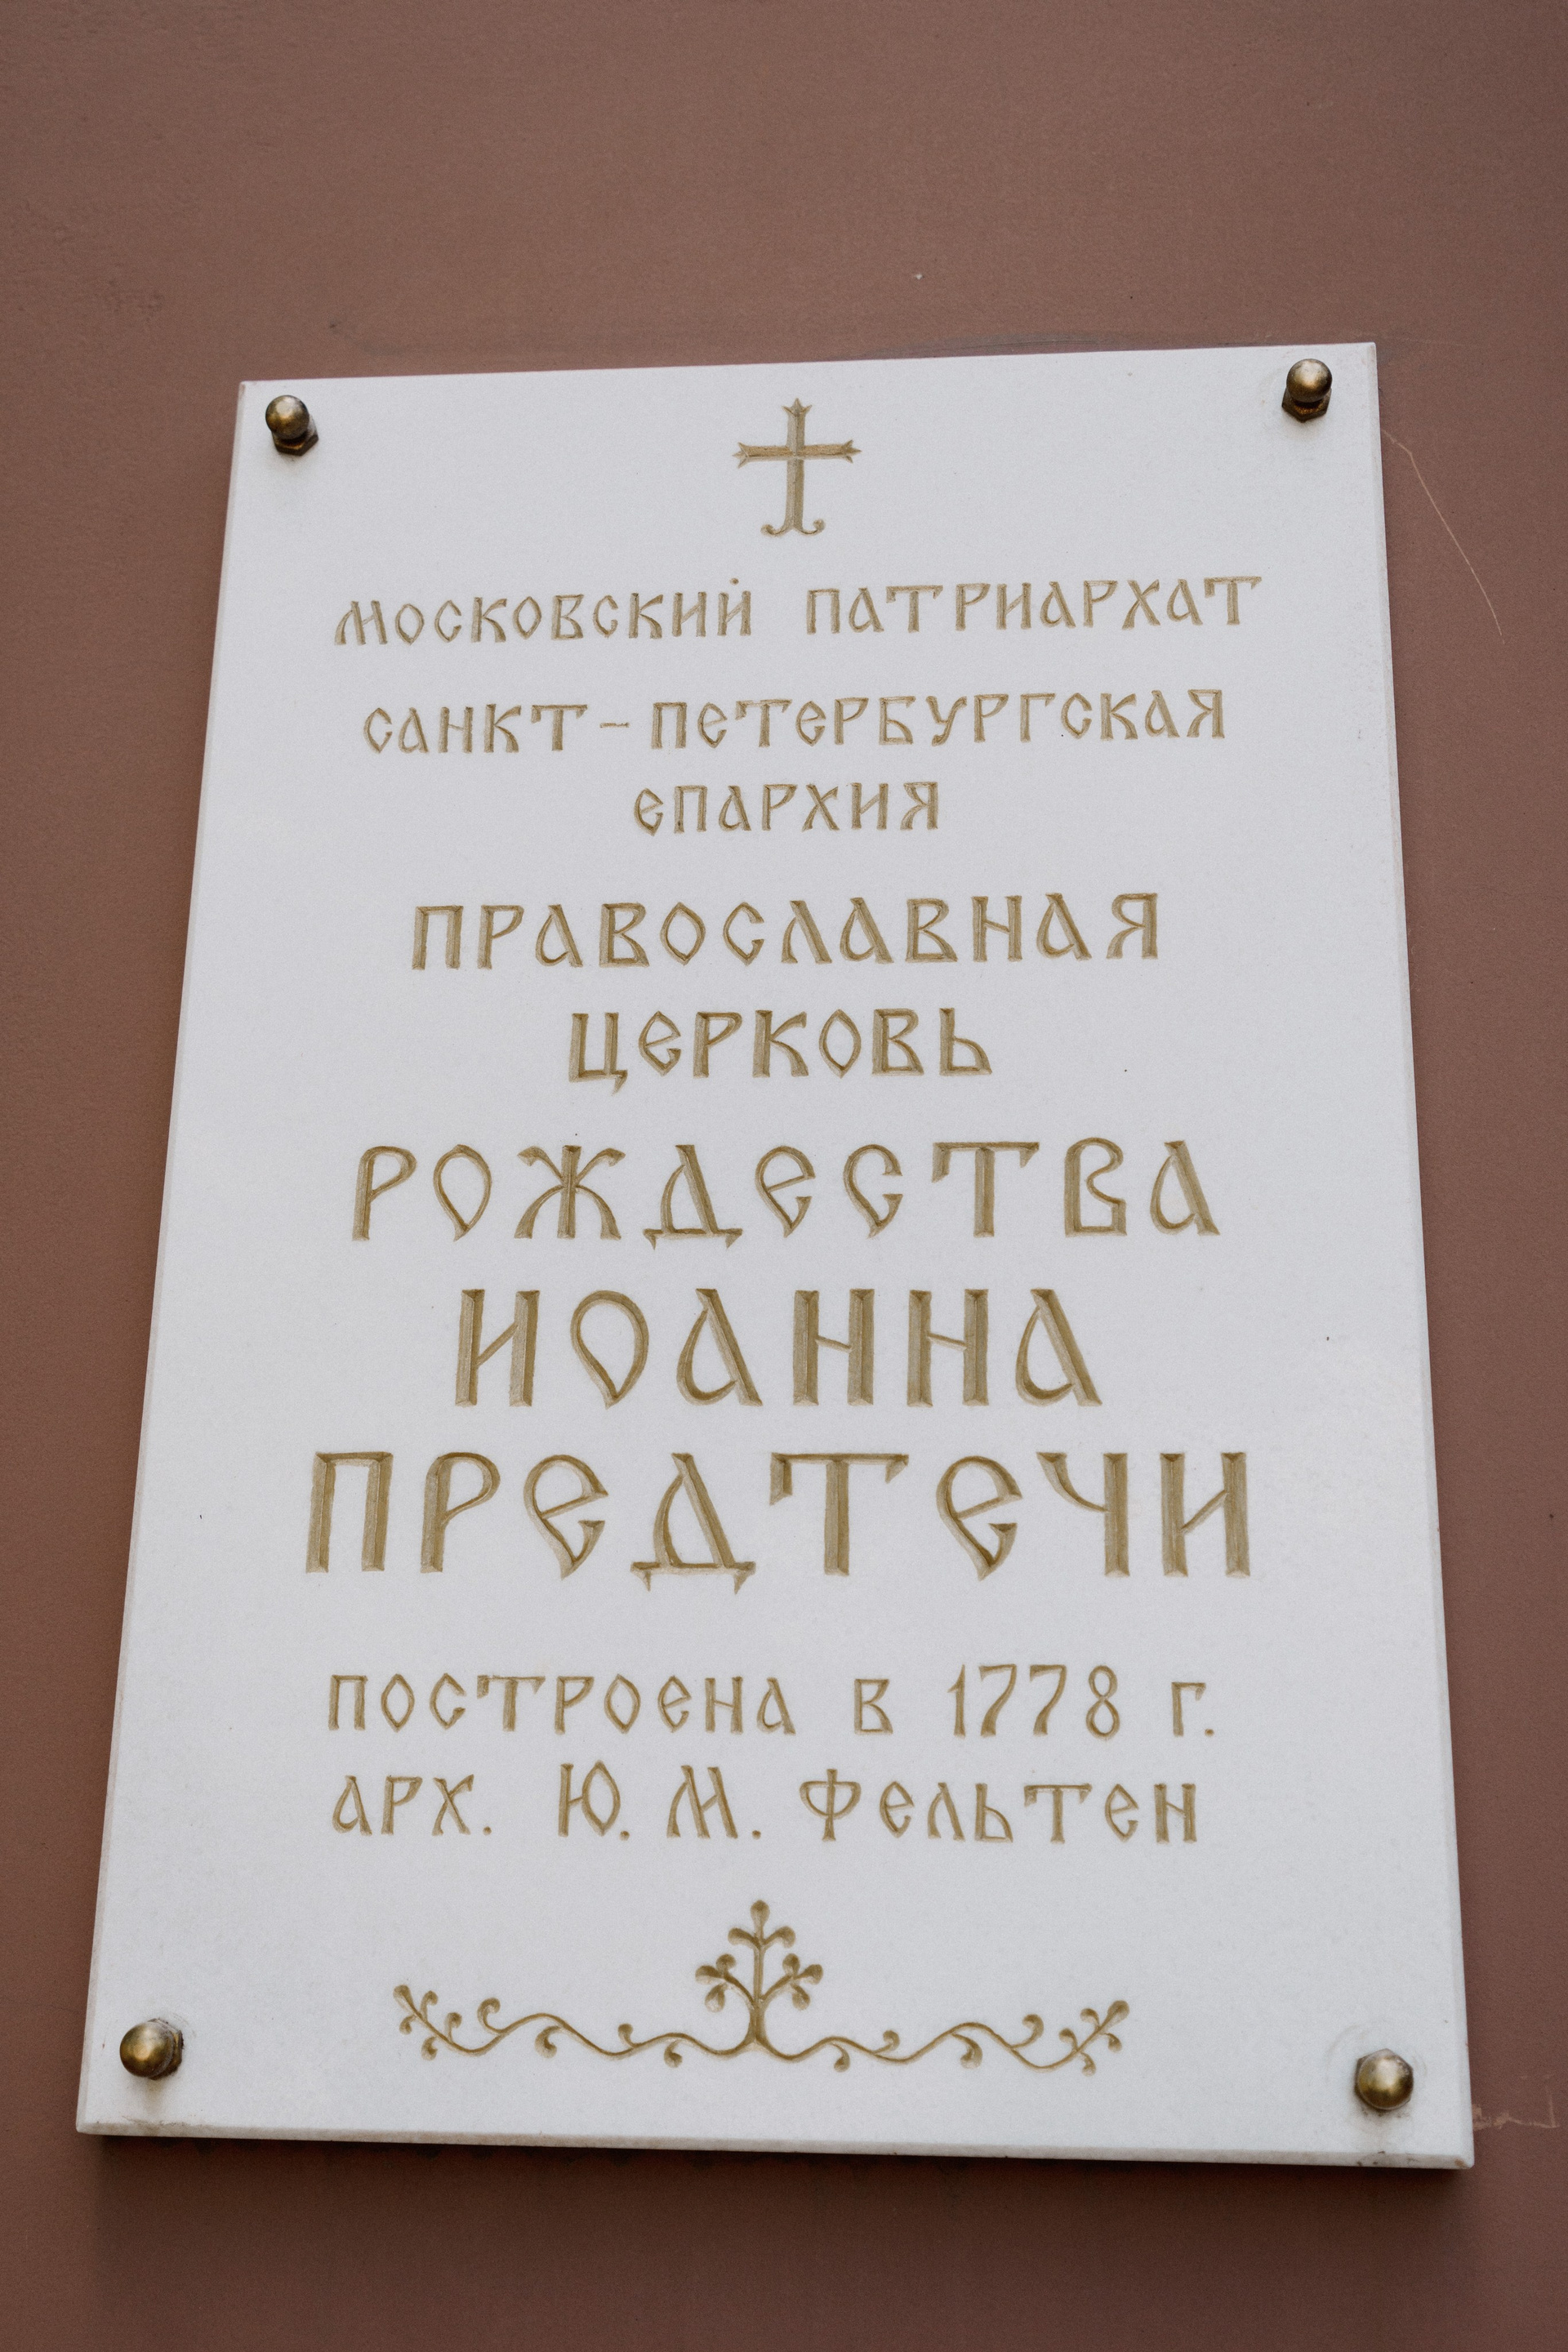 МОСКОВСКИЙ ПАТРИАРХАТ
САНКТ-ПЕТЕРБУРГСКАЯ
ЕПАРХИЯ
ПРАВОСЛАВНАЯ
ЦЕРКОВЬ
РОЖДЕСТВА
ИОАННА
ПРЕДТЕЧИ
ПОСТРОЕНА В 1778 Г.
АРХ. Ю. М. ФЕЛЬТЕН